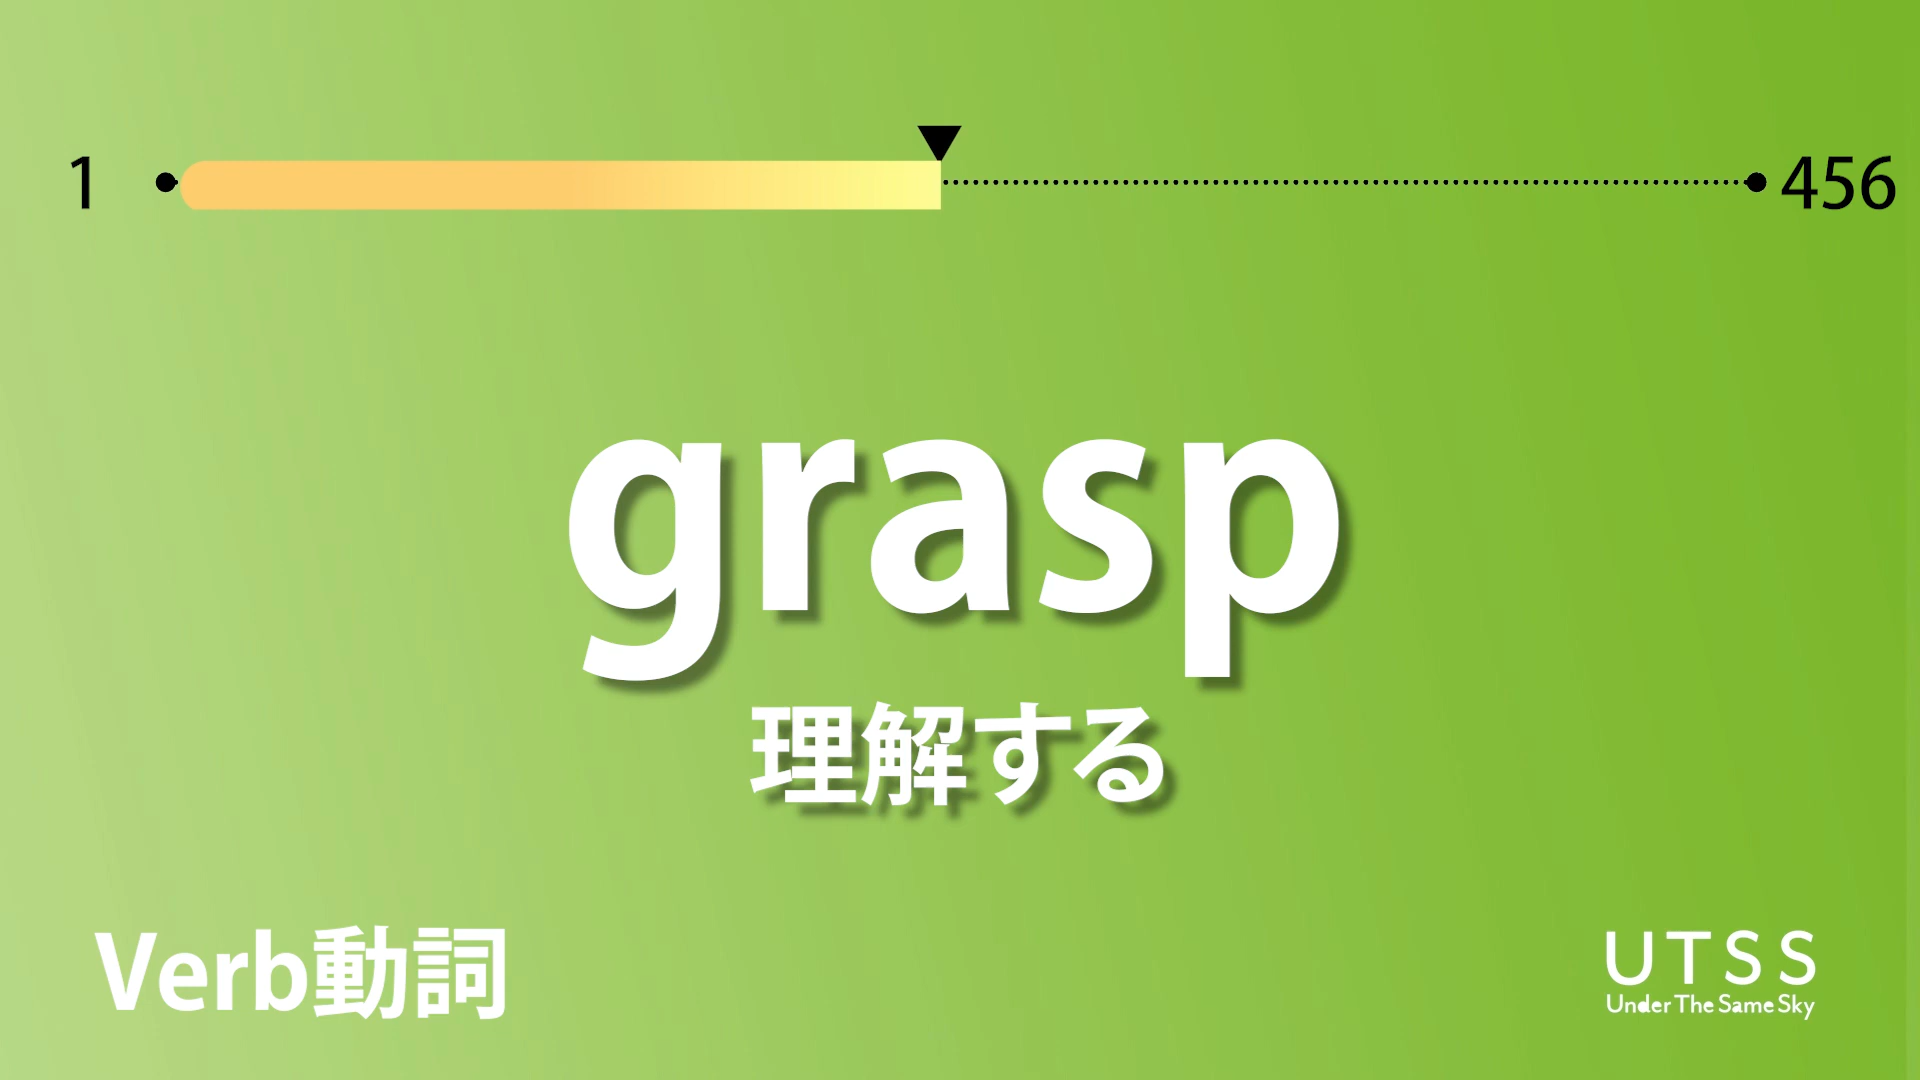 1
456
grasp
理解する
Verb動詞
UTSS
Under The Same Sky